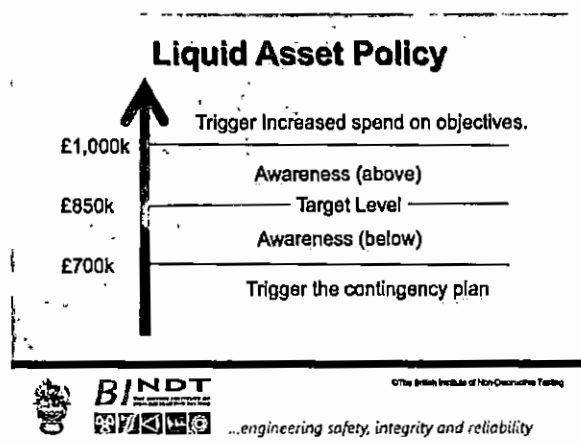 Liquid Asset Policy
Trigger Increased spend on objectives.
£1,000k
Awareness (above)
£850k
Target Level
Awareness (below)
£700k
Trigger the contingency plan
©The British Institute of Non-Destructive Testing
BINDT
...engineering safety, integrity and reliability